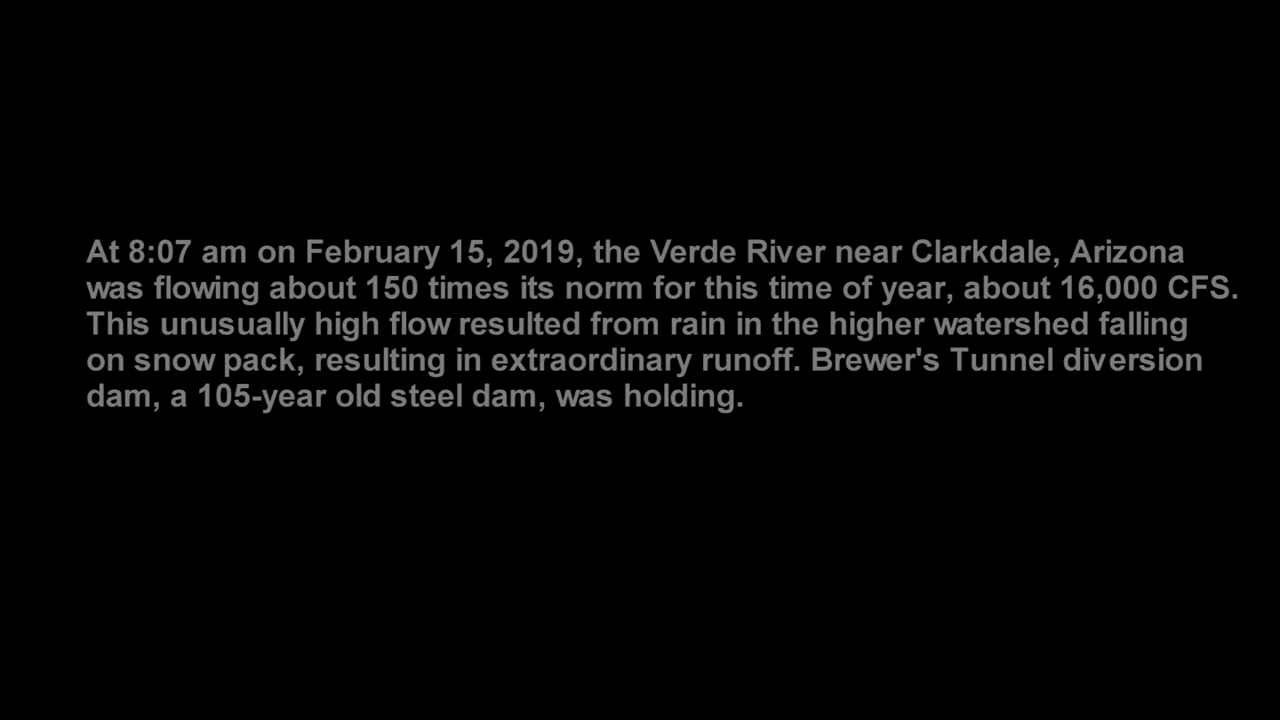 At 8:07 am on February 15, 2019, the Verde River near Clarkdale, Arizona
was flowing about 150 times its norm for this time of year, about 16,000 CFS.
This unusually high flow resulted from rain in the higher watershed falling
on snow pack, resulting in extraordinary runoff. Brewer's Tunnel diversion
dam, a 105-year old steel dam, was holding.